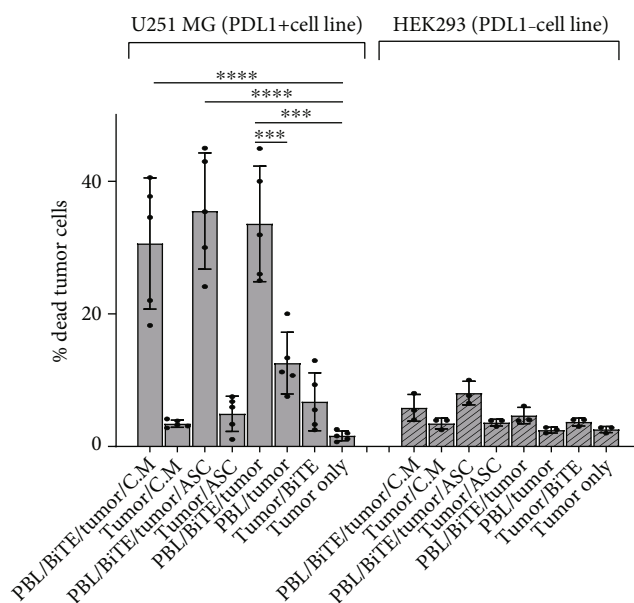 U251 MG (PDL1+cell line)
HEK293 (PDL1-cell line)
****
****
***
***
40
20
0
% dead tumor cells
PBL/BiTE/tumor/C.M
Tumor/C.M
PBL/BiTE/tumor/ASC
Tumor/ASC
PBL/BiTE/tumor
PBL/tumor
Tumor/BiTE
Tumor only
PBL/BiTE/tumor/C.M
Tumor/C.M
PBL/BiTE/tumor/ASC
Tumor/ASC
PBL/BiTE/tumor
PBL/tumor
Tumor/BiTE
Tumor only